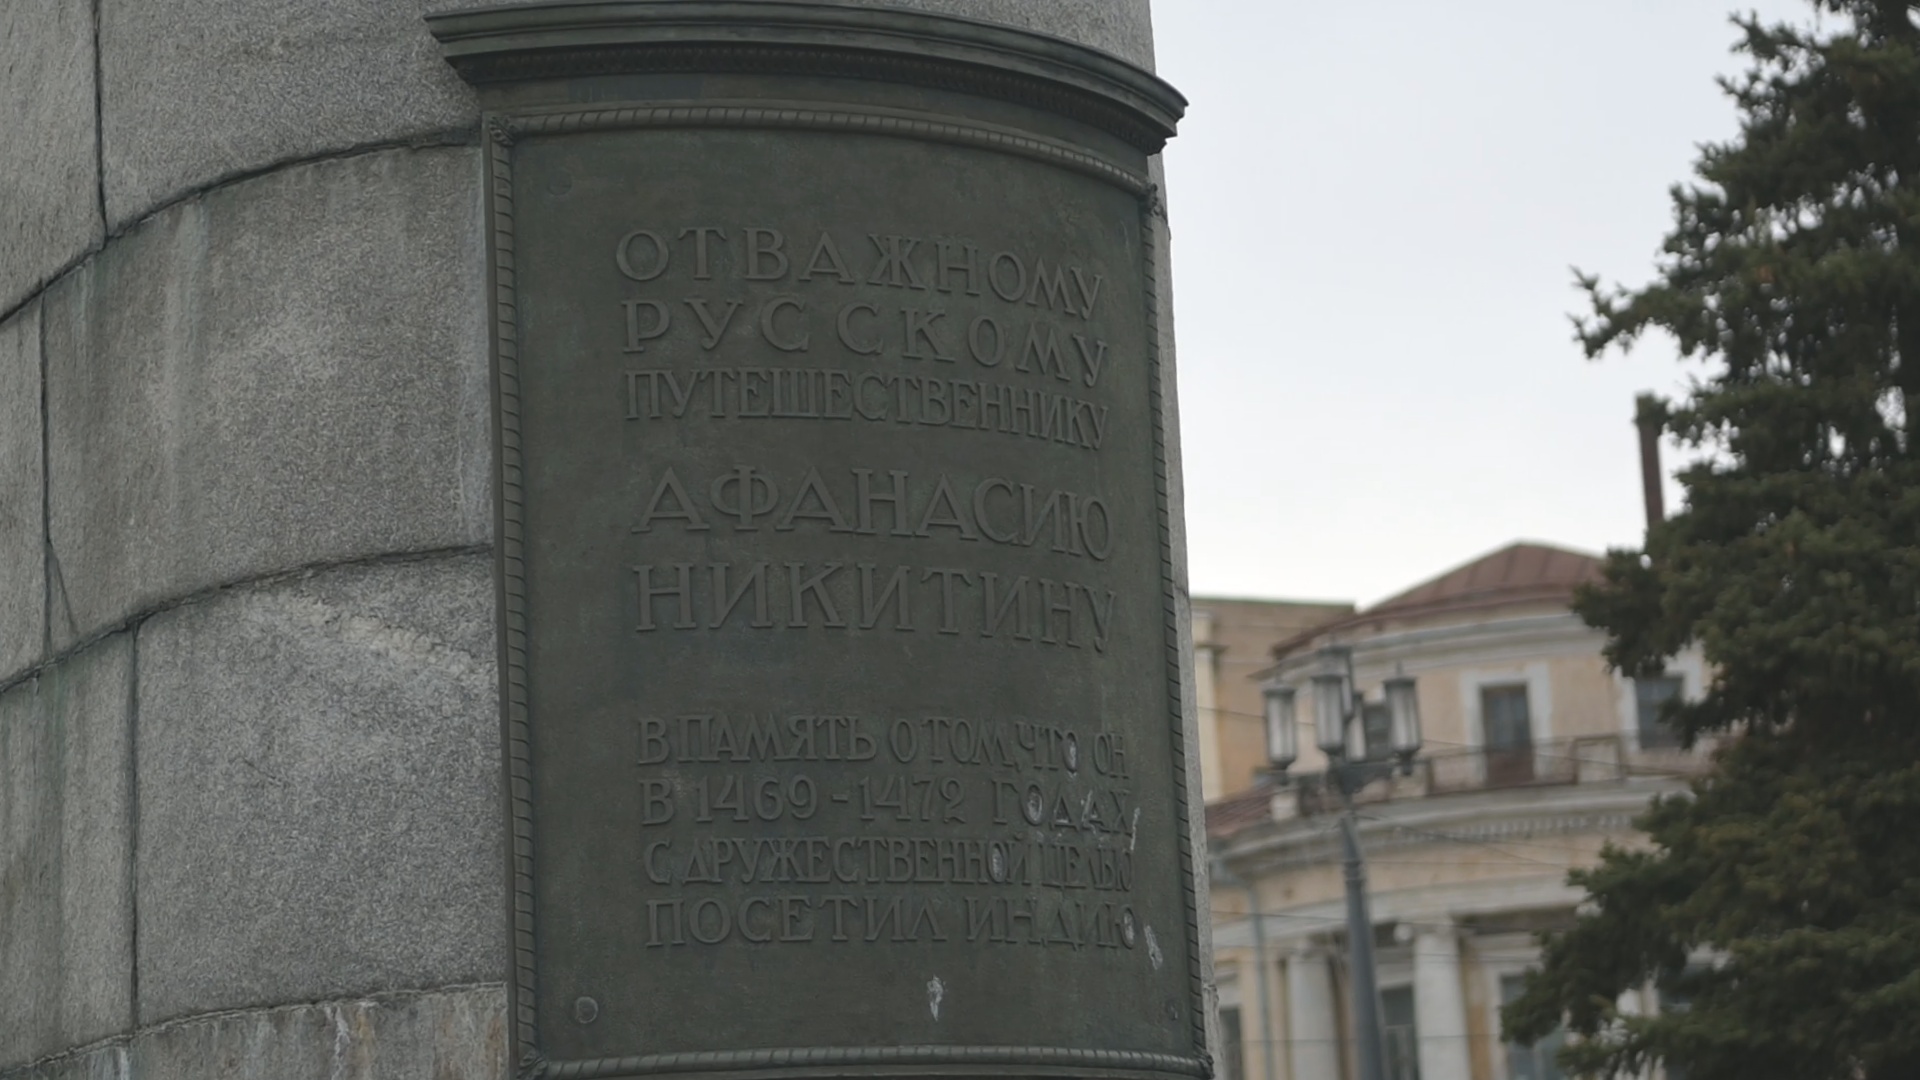 ОТВАЖНОМУ
РУССКОМУ
ПУТЕШЕСТВЕННИКУ
АФАНАСИЮ
НИКИТИНУ
В ПАМЯТЬ О ТОМ, ЧТО ОН
В 1469-1472 ГОДАХ
С ДРУЖЕСТВЕННОЙ ЦЕЛЬЮ
ПОСЕТИЛ ИНДИЮ